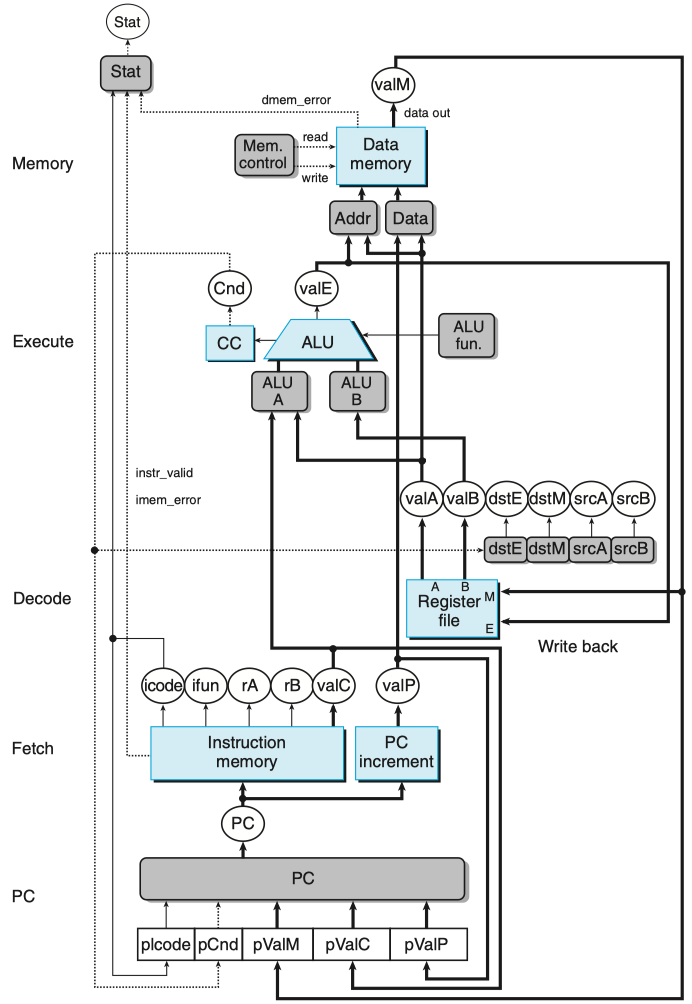 Stat
Stat
valM
dmem_error
data out
Memory
Mem.
control
read
write
Data
memory
Addr
Data
Cnd
valE
Execute
CC
ALU
ALU
fun.
ALU
A
ALU
B
instr_valid
imem_error
valA
valB
dstE
dstM
srcA
srcB
dstE
dstM
srcA
srcB
Decode
A
B
M
Register
file
E
Write back
icode
ifun
rA
rB
valC
valP
Fetch
Instruction
memory
PC
increment
PC
PC
PC
pIcode
pCnd
pValM
pValC
pValP